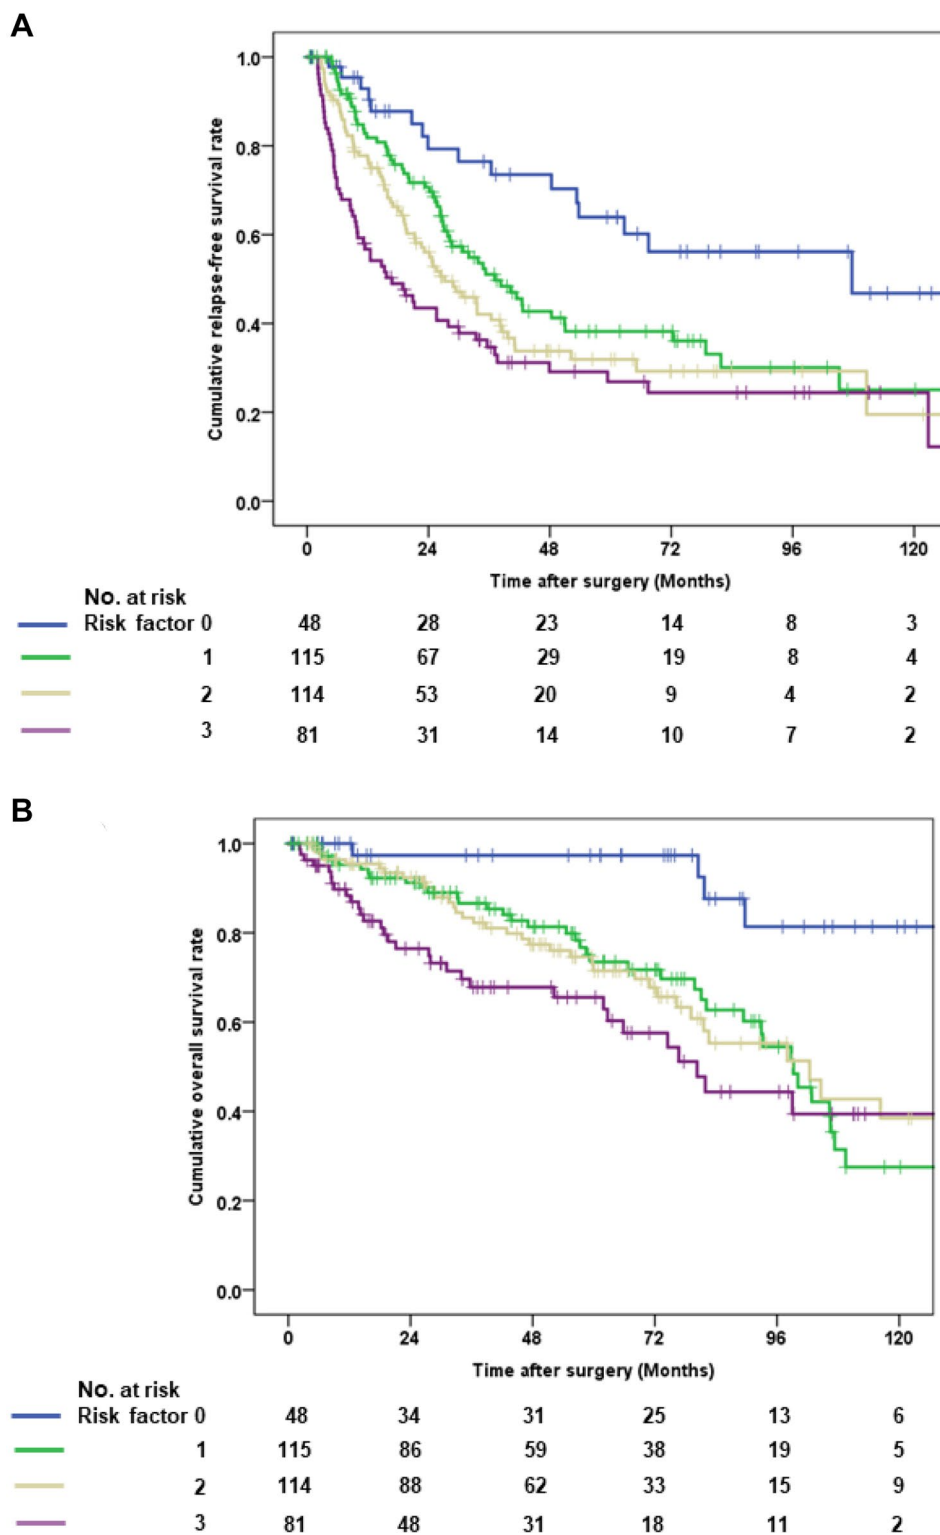 A
Cumulative relapse-free survival rate
1.0
0.8
0.6
0.4
0.2
0.0
0 24 48 72 96 120
Time after surgery (Months)
No. at risk
Risk factor 0 48 28 23 14 8 3
1 115 67 29 19 8 4
2 114 53 20 9 4 2
3 81 31 14 10 7 2
B
Cumulative overall survival rate
1.0
0.8
0.6
0.4
0.2
0.0
0 24 48 72 96 120
Time after surgery (Months)
No. at risk
Risk factor 0 48 34 31 25 13 6
1 115 86 59 38 19 5
2 114 88 62 33 15 9
3 81 48 31 18 11 2